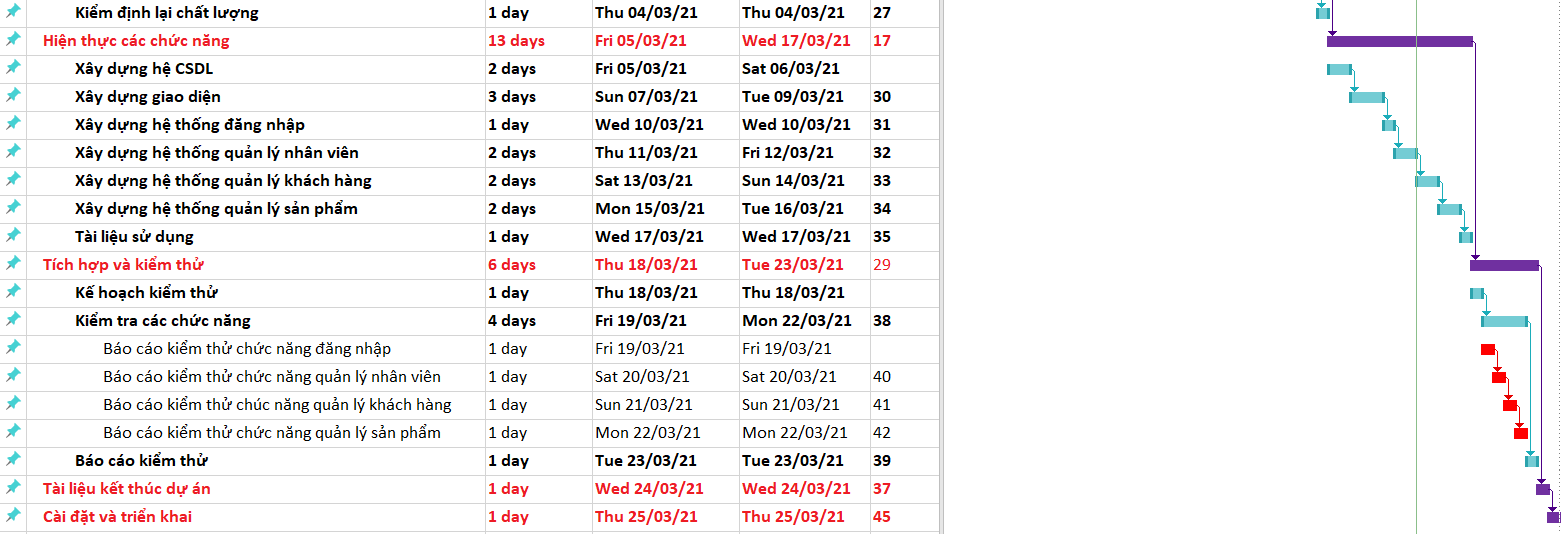 Kiểm định lại chất lượng 1 day Thu 04/03/21 Thu 04/03/21 27
Hiện thực các chức năng 13 days Fri 05/03/21 Wed 17/03/21 17
Xây dựng hệ CSDL 2 days Fri 05/03/21 Sat 06/03/21
Xây dựng giao diện 3 days Sun 07/03/21 Tue 09/03/21 30
Xây dựng hệ thống đăng nhập 1 day Wed 10/03/21 Wed 10/03/21 31
Xây dựng hệ thống quản lý nhân viên 2 days Thu 11/03/21 Fri 12/03/21 32
Xây dựng hệ thống quản lý khách hàng 2 days Sat 13/03/21 Sun 14/03/21 33
Xây dựng hệ thống quản lý sản phẩm 2 days Mon 15/03/21 Tue 16/03/21 34
Tài liệu sử dụng 1 day Wed 17/03/21 Wed 17/03/21 35
Tích hợp và kiểm thử 6 days Thu 18/03/21 Tue 23/03/21 29
Kế hoạch kiểm thử 1 day Thu 18/03/21 Thu 18/03/21
Kiểm tra các chức năng 4 days Fri 19/03/21 Mon 22/03/21 38
Báo cáo kiểm thử chức năng đăng nhập 1 day Fri 19/03/21 Fri 19/03/21
Báo cáo kiểm thử chức năng quản lý nhân viên 1 day Sat 20/03/21 Sat 20/03/21 40
Báo cáo kiểm thử chúc năng quản lý khách hàng 1 day Sun 21/03/21 Sun 21/03/21 41
Báo cáo kiểm thử chức năng quản lý sản phẩm 1 day Mon 22/03/21 Mon 22/03/21 42
Báo cáo kiểm thử 1 day Tue 23/03/21 Tue 23/03/21 39
Tài liệu kết thúc dự án 1 day Wed 24/03/21 Wed 24/03/21 37
Cài đặt và triển khai 1 day Thu 25/03/21 Thu 25/03/21 45